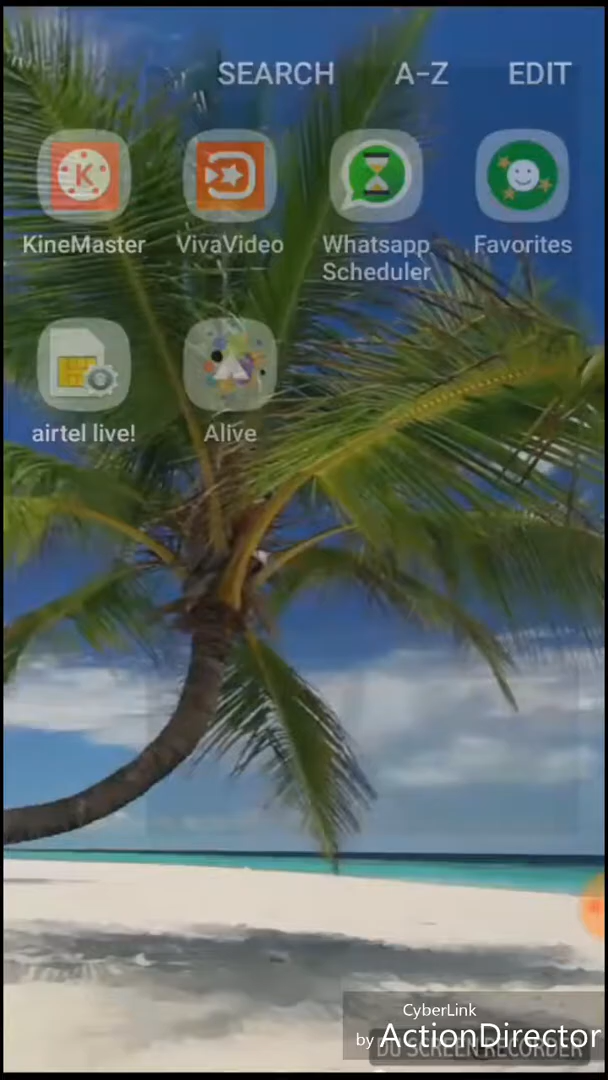 SEARCH A-Z EDIT
K
KineMaster VivaVideo Whatsapp Scheduler Favorites
airtel live! Alive
CyberLink
by ActionDirector
DU SCREEN RECORDER